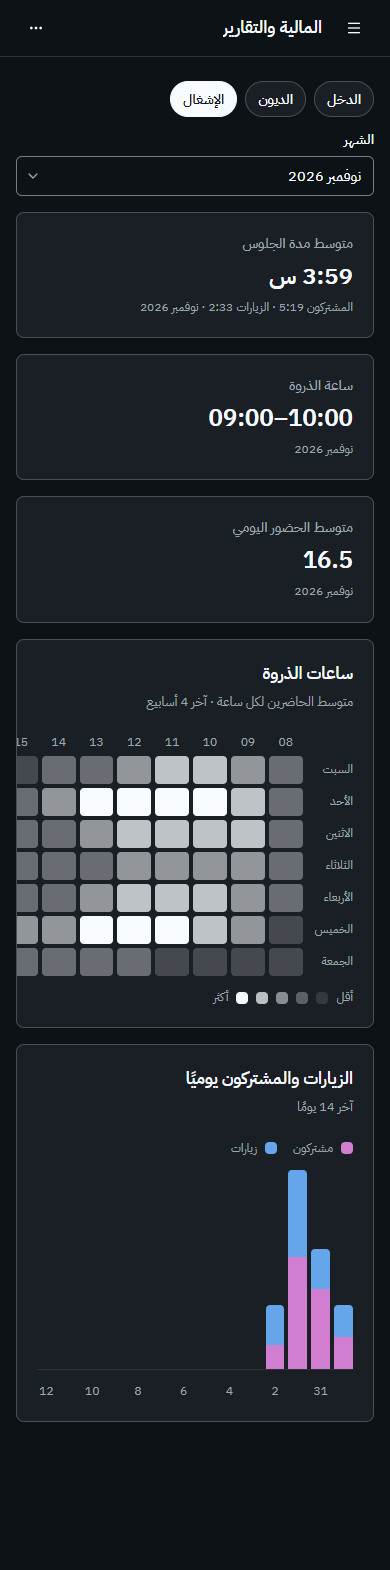 المالية والتقارير
الدخل
الديون
الإشغال
الشهر
نوفمبر 2026
متوسط مدة الجلوس
3:59 س
المشتركون 5:19 · الزيارات 2:33 · نوفمبر 2026
ساعة الذروة
09:00–10:00
نوفمبر 2026
متوسط الحضور اليومي
16.5
نوفمبر 2026
ساعات الذروة
متوسط الحاضرين لكل ساعة · آخر 4 أسابيع
08 09 10 11 12 13 14 15
السبت
الأحد
الاثنين
الثلاثاء
الأربعاء
الخميس
الجمعة
أقل
أكثر
الزيارات والمشتركون يوميًا
آخر 14 يومًا
مشتركون
زيارات
31 2 4 6 8 10 12